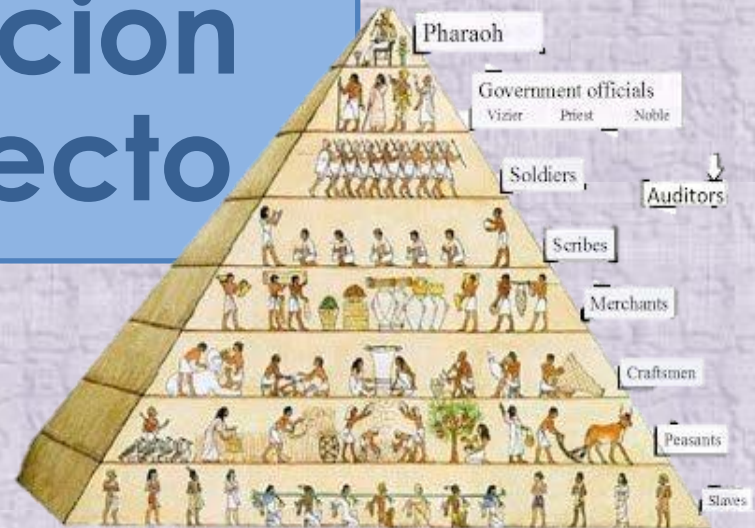 cion
ecto
Pharaoh
Government officials
Vizier Priest Noble
Soldiers
Auditors
Scribes
Merchants
Craftsmen
Peasants
Slaves